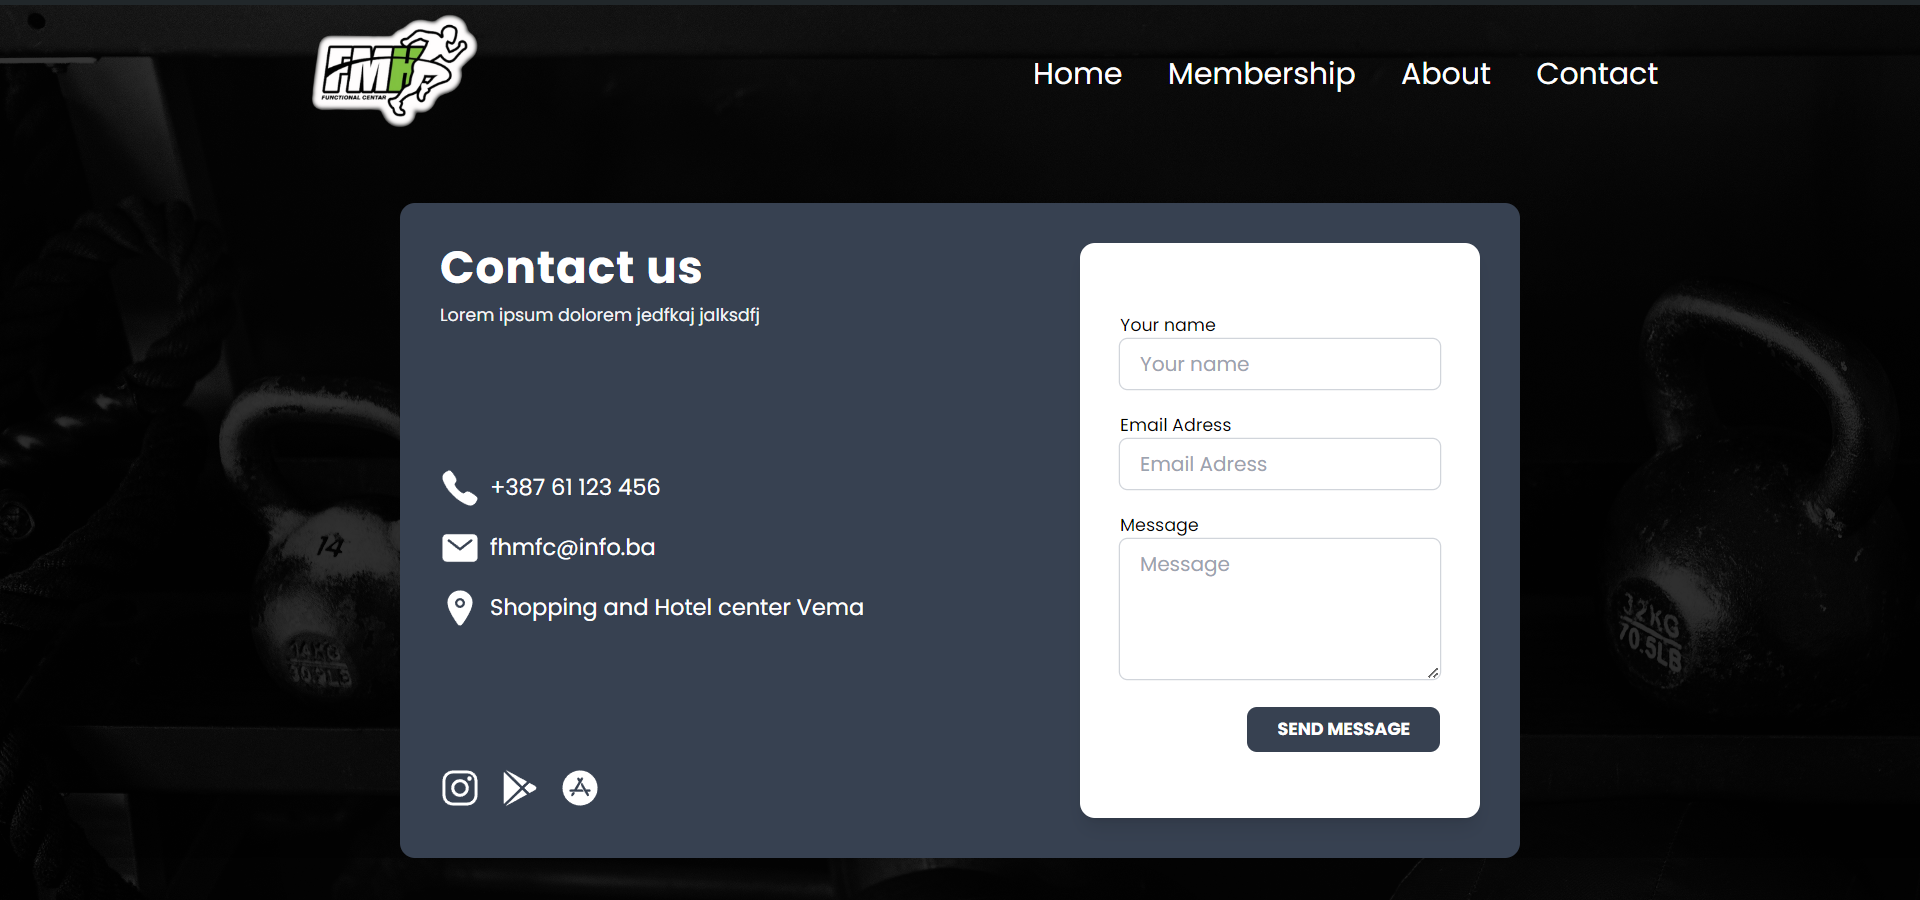 FMH
FUNCTIONAL CENTAR
Home Membership About Contact
Contact us
Lorem ipsum dolorem jedfkaj jalksdfj
+387 61 123 456
fhmfc@info.ba
Shopping and Hotel center Vema
Your name
Your name
Email Adress
Email Adress
Message
Message
SEND MESSAGE
14
14KG
30.9LB
32KG
70.5LB